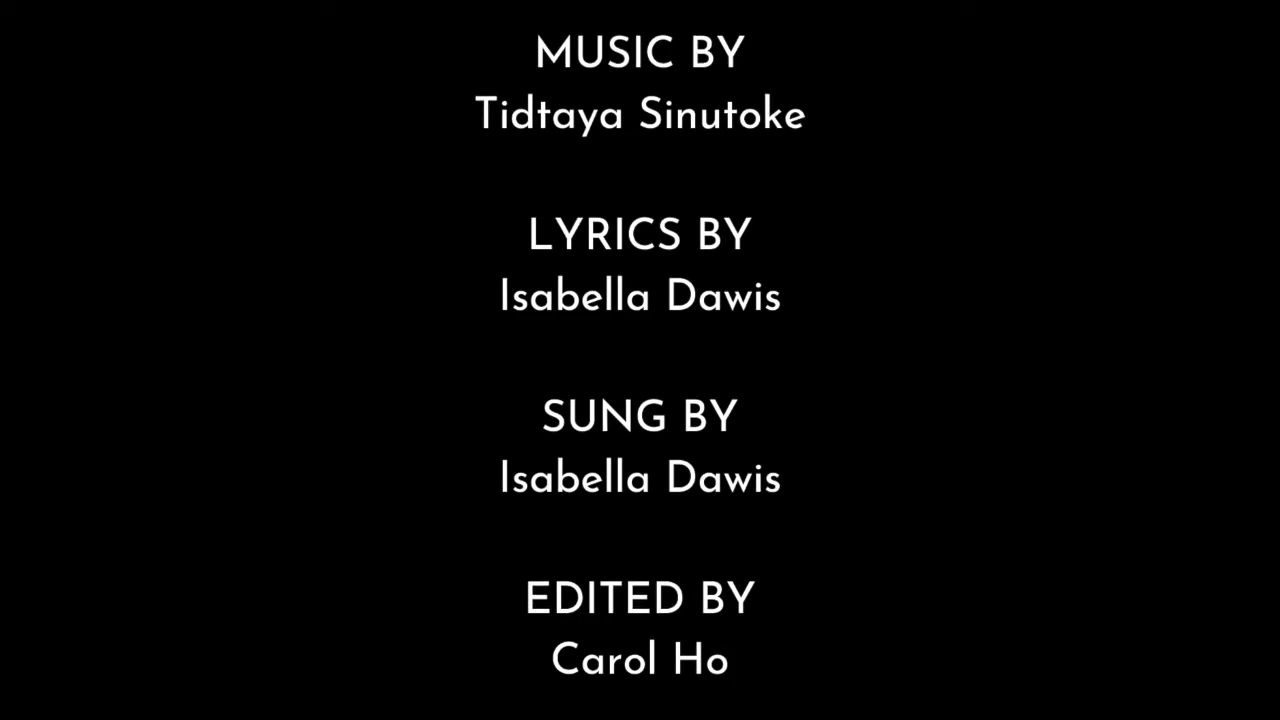 MUSIC BY
Tidtaya Sinutoke
LYRICS BY
Isabella Dawis
SUNG BY
Isabella Dawis
EDITED BY
Carol Ho